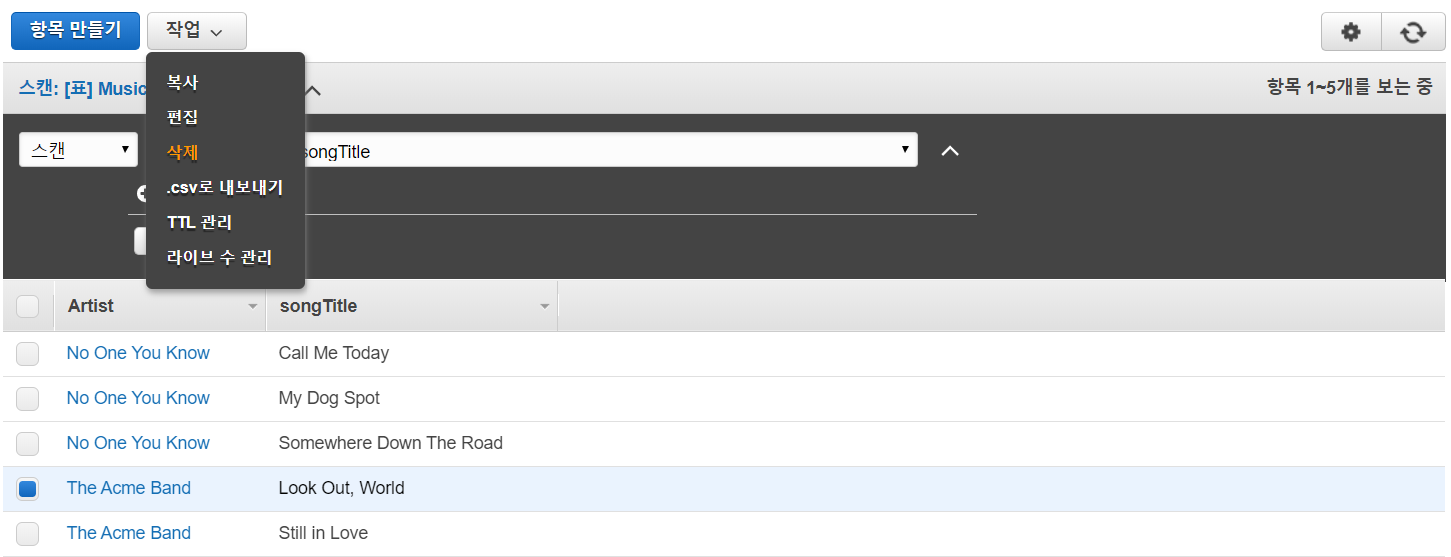 항목 만들기 작업
복사
편집
삭제
.csv로 내보내기
TTL 관리
라이브 수 관리
스캔: [표] Music
항목 1~5개를 보는 중
스캔 songTitle
Artist songTitle
No One You Know Call Me Today
No One You Know My Dog Spot
No One You Know Somewhere Down The Road
The Acme Band Look Out, World
The Acme Band Still in Love